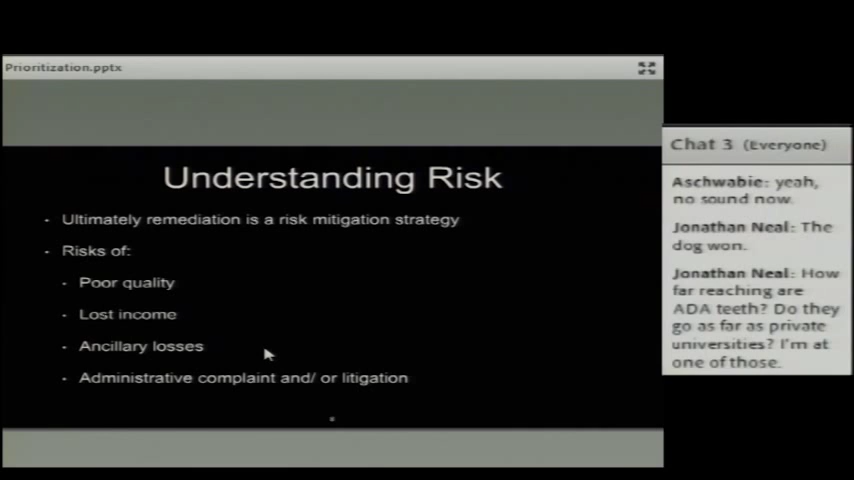 Prioritization.pptx
Understanding Risk
- Ultimately remediation is a risk mitigation strategy
- Risks of:
- Poor quality
- Lost income
- Ancillary losses
- Administrative complaint and/ or litigation
Chat 3 (Everyone)
Aschwabie: yeah,
no sound now.
Jonathan Neal: The
dog won.
Jonathan Neal: How
far reaching are
ADA teeth? Do they
go as far as private
universities? I'm at
one of those.